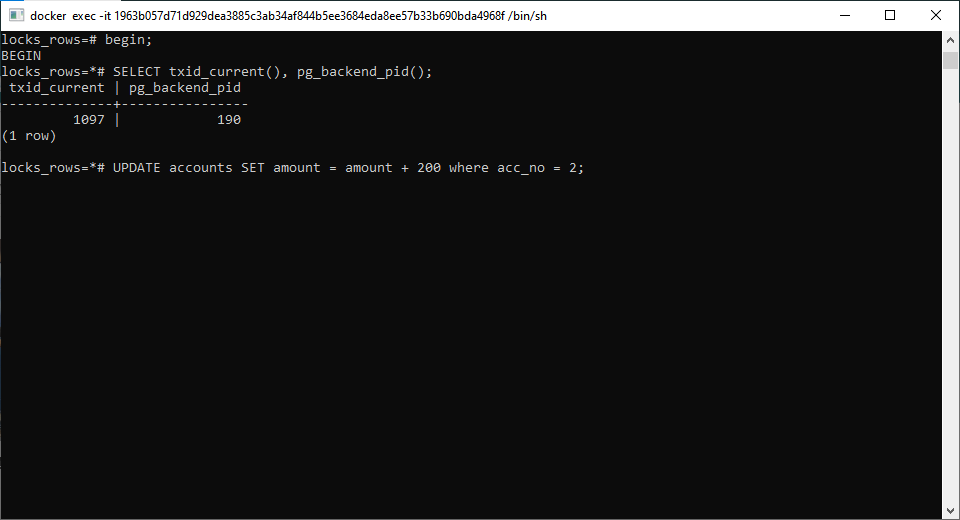 docker exec -it 1963b057d71d929dea3885c3ab34af844b5ee3684eda8ee57b33b690bda4968f /bin/sh
locks_rows=# begin;
BEGIN
locks_rows=*# SELECT txid_current(), pg_backend_pid();
 txid_current | pg_backend_pid
--------------+----------------
         1097 |            190
(1 row)

locks_rows=*# UPDATE accounts SET amount = amount + 200 where acc_no = 2;